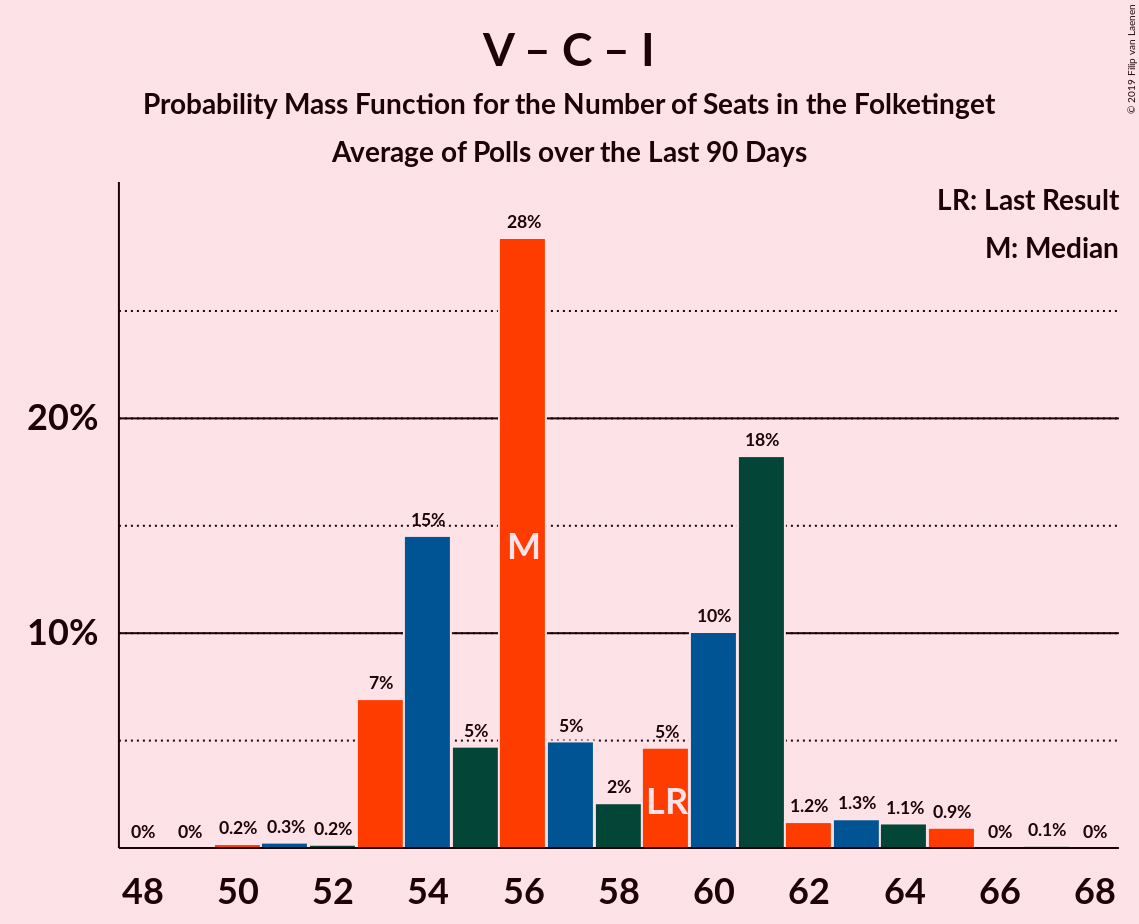 V – C – I
Probability Mass Function for the Number of Seats in the Folketinget
Average of Polls over the Last 90 Days
© 2019 Filip van Laenen
LR: Last Result
M: Median
28%
20%
18%
15%
M
10%
10%
7%
5%
5%
5%
2%
LR
1.2%
1.3%
1.1%
0.9%
0%
0%
0.2%
0.3%
0.2%
0%
0.1%
0%
48 50 52 54 56 58 60 62 64 66 68